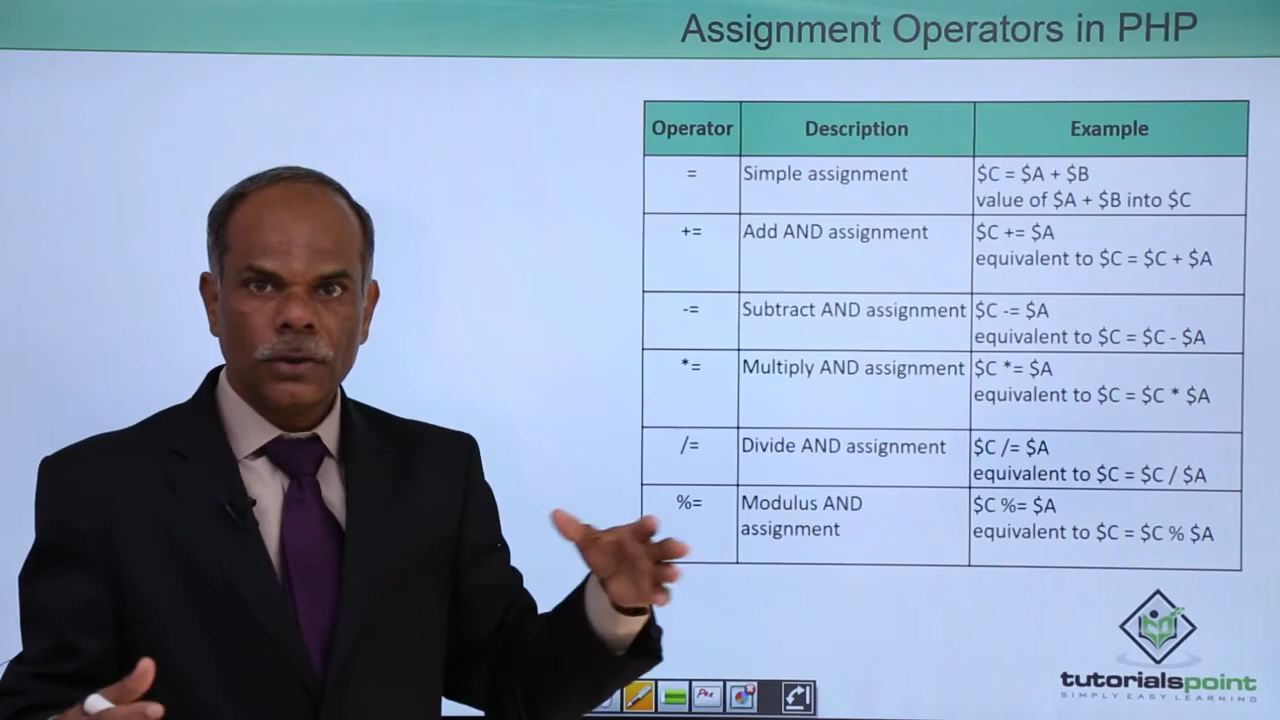 Assignment Operators in PHP
Operator Description Example
= Simple assignment $C = $A + $B
value of $A + $B into $C
+= Add AND assignment $C += $A
equivalent to $C = $C + $A
-= Subtract AND assignment $C -= $A
equivalent to $C = $C - $A
*= Multiply AND assignment $C *= $A
equivalent to $C = $C * $A
/= Divide AND assignment $C /= $A
equivalent to $C = $C / $A
%= Modulus AND $C %= $A
assignment equivalent to $C = $C % $A
tutorialspoint
SIMPLY EASY LEARNING